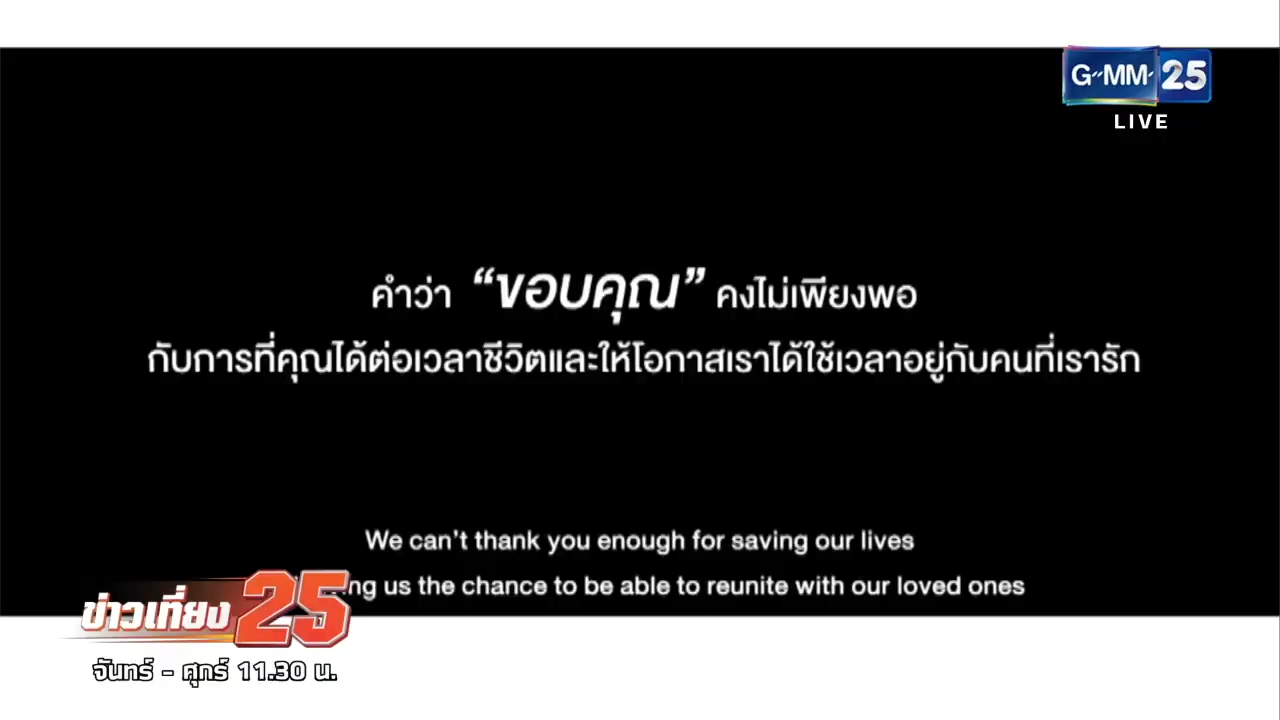 G-MM-25
LIVE
คำว่า “ขอบคุณ” คงไม่เพียงพอ
กับการที่คุณได้ต่อเวลาชีวิตและให้โอกาสเราได้ใช้เวลาอยู่กับคนที่เรารัก
We can't thank you enough for saving our lives
us the chance to be able to reunite with our loved ones
ข่าวเที่ยง 25
จันทร์ - ศุกร์ 11.30 น.